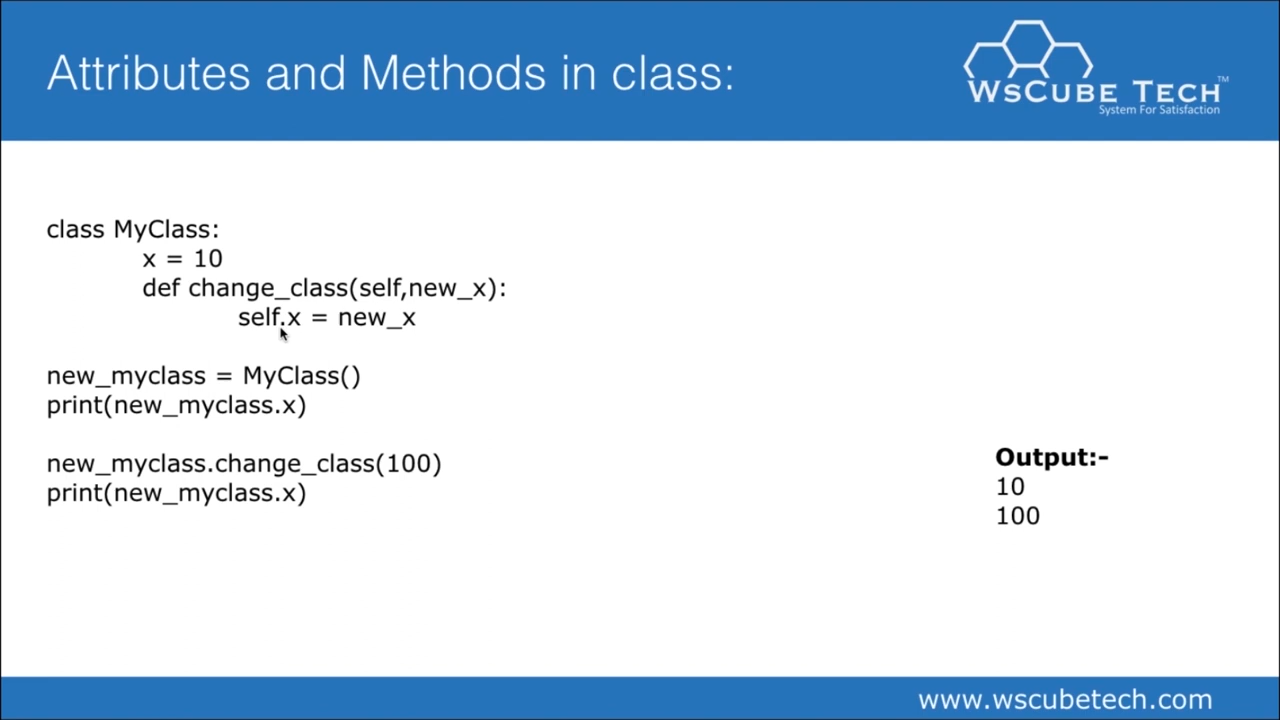 Attributes and Methods in class:
WSCUBE TECH™
System For Satisfaction
class MyClass:
x = 10
def change_class(self,new_x):
self.x = new_x
new_myclass = MyClass()
print(new_myclass.x)
new_myclass.change_class(100)
print(new_myclass.x)
Output:-
10
100
www.wscubetech.com